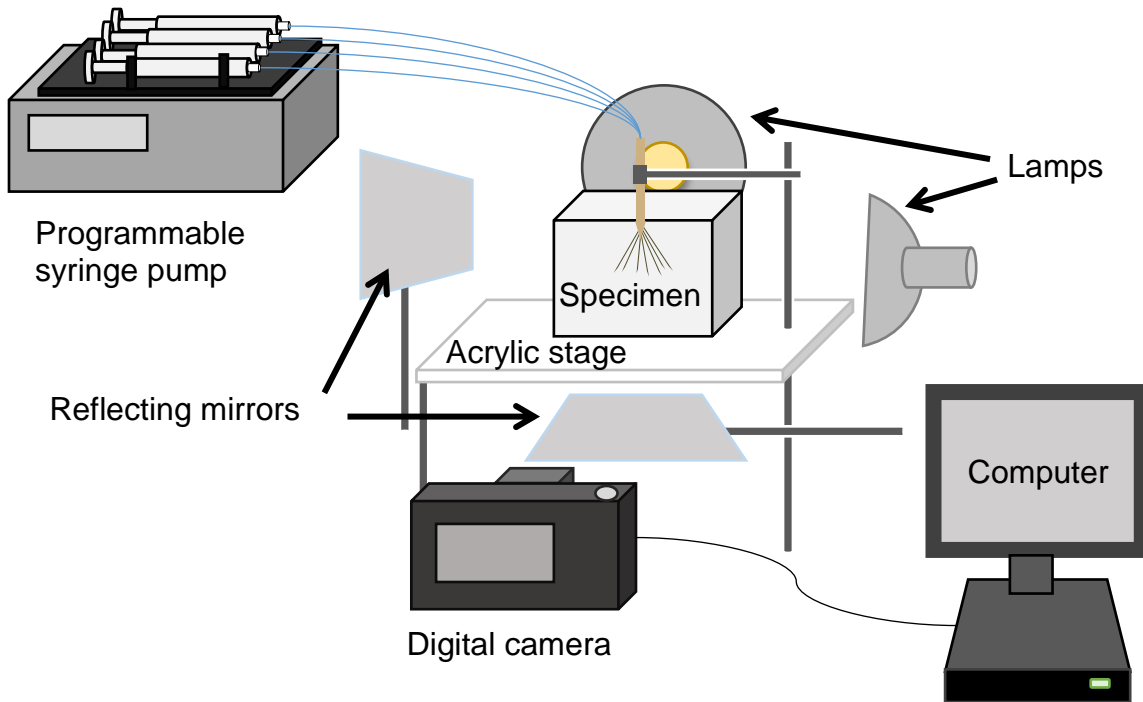 Lamps
Programmable
syringe pump
Specimen
Acrylic stage
Reflecting mirrors
Computer
Digital camera